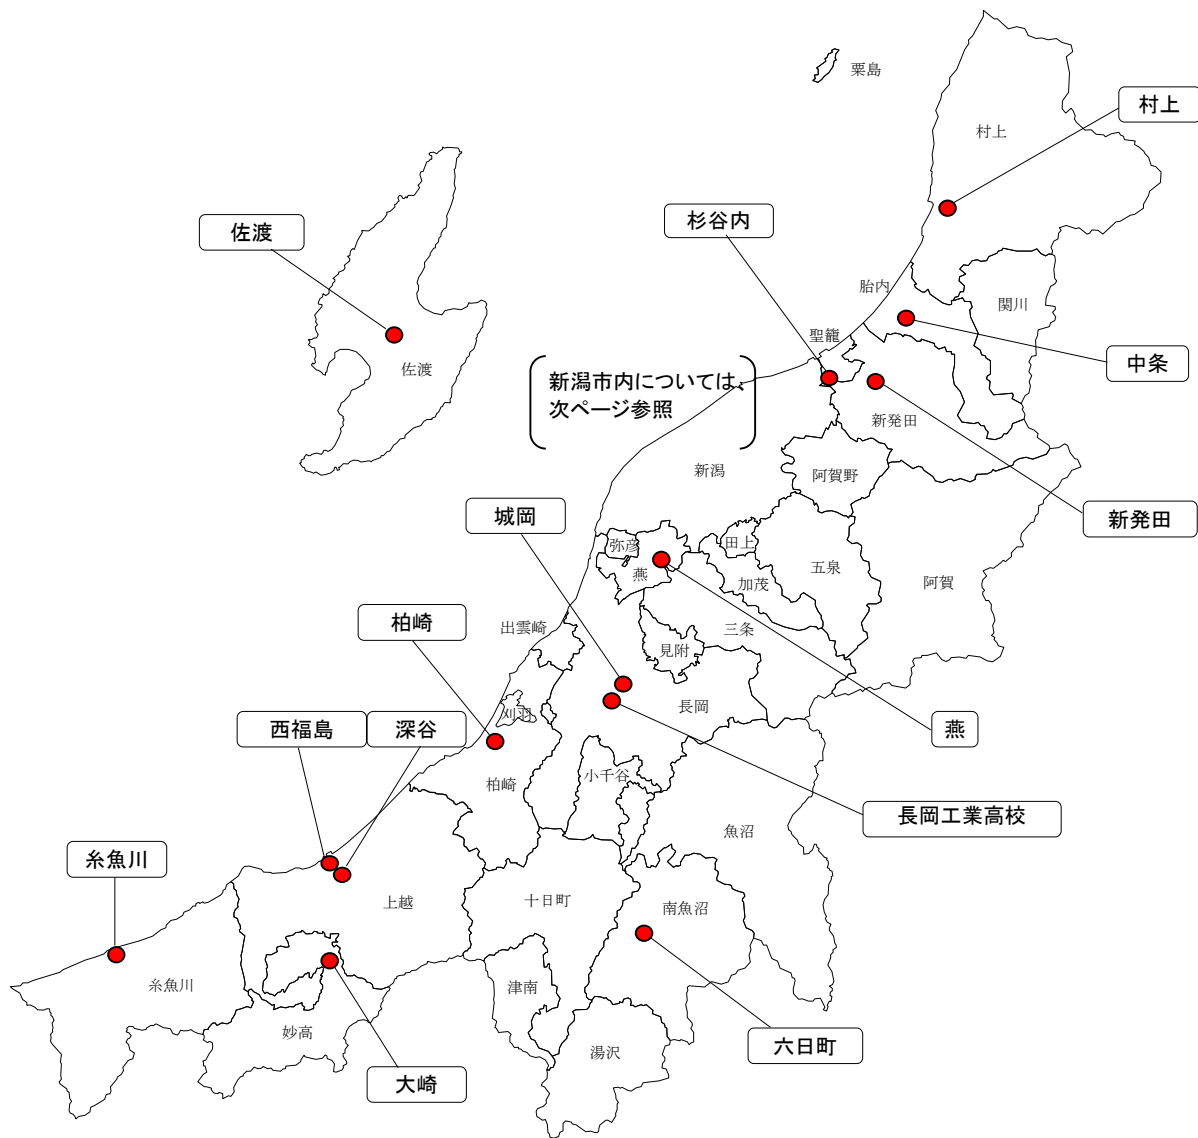 粟島
村上
村上
杉谷内
佐渡
胎内
関川
聖籠
佐渡
中条
新潟市内については、
次ページ参照
新発田
新潟
阿賀野
城岡
新発田
弥彦
田上
燕
加茂
五泉
阿賀
柏崎
出雲崎
三条
見附
刈羽
長岡
西福島
深谷
燕
柏崎
小千谷
長岡工業高校
魚沼
糸魚川
上越
十日町
南魚沼
糸魚川
津南
妙高
六日町
湯沢
大崎